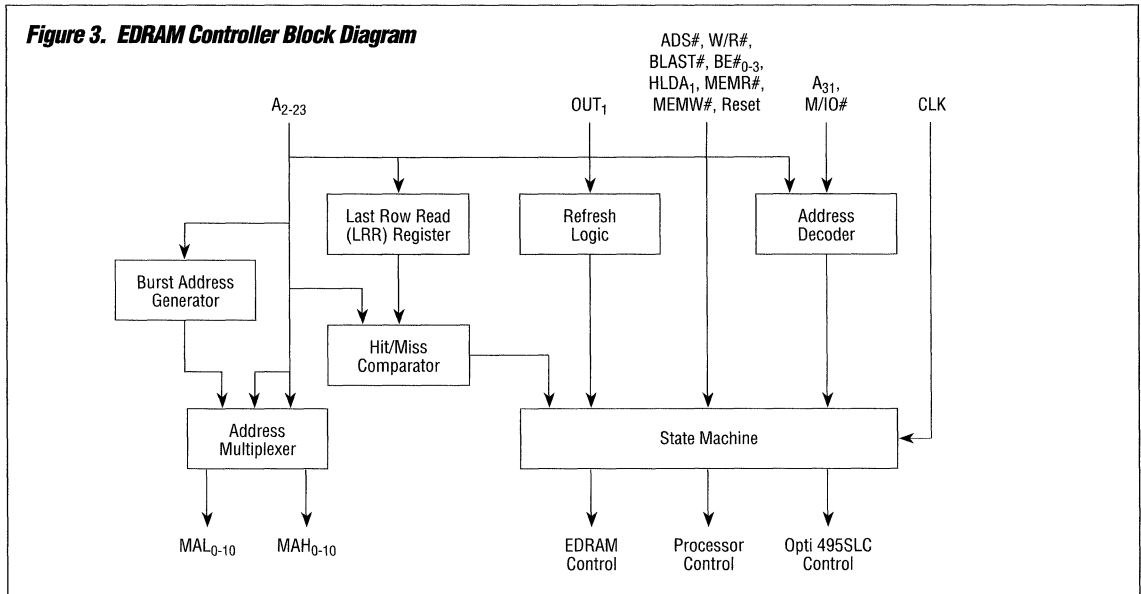 Figure 3. EDRAM Controller Block Diagram
ADS#, W/R#,
BLAST#, BE#0-3,
HLDA1, MEMR#,
MEMW#, Reset
A2-23
OUT1
A31,
M/IO#
CLK
Last Row Read
(LRR) Register
Refresh
Logic
Address
Decoder
Burst Address
Generator
Hit/Miss
Comparator
Address
Multiplexer
State Machine
MAL0-10
MAH0-10
EDRAM
Control
Processor
Control
Opti 495SLC
Control